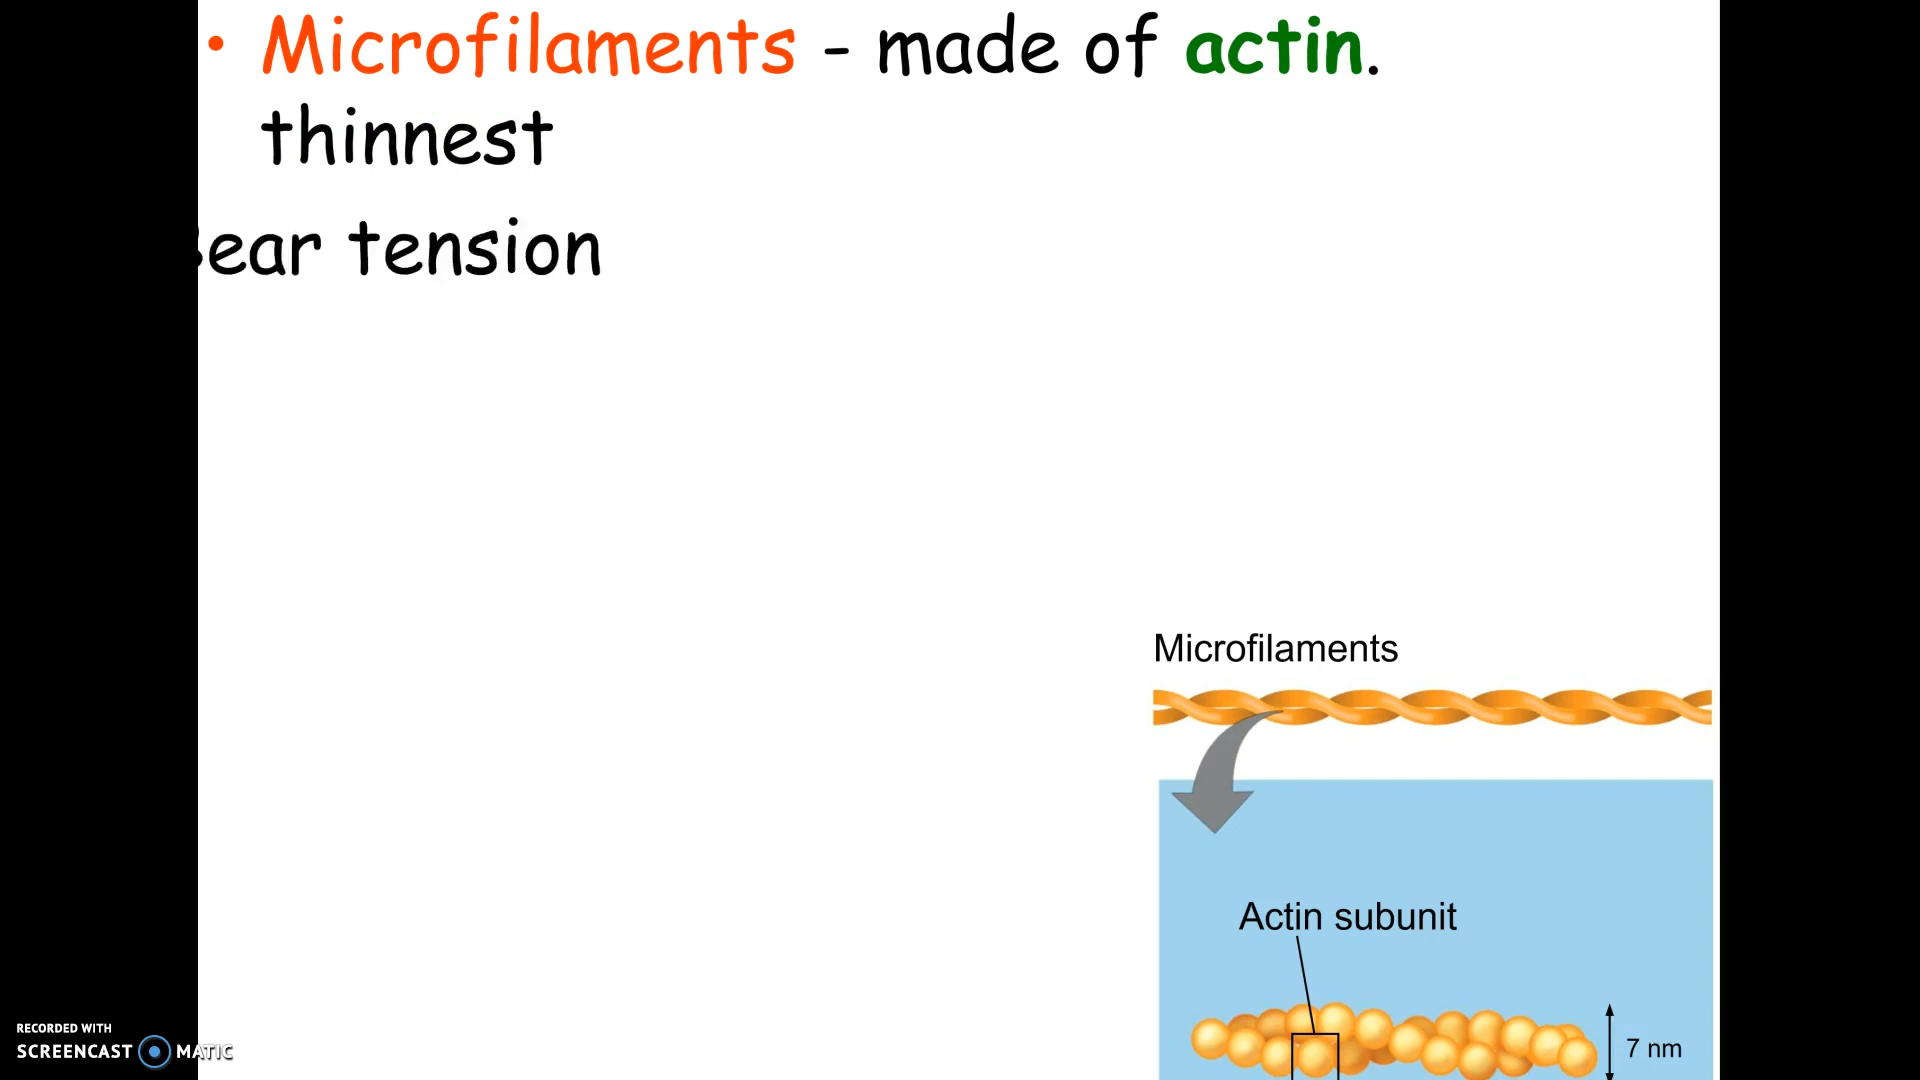 • Microfilaments - made of actin.
thinnest
Bear tension
Microfilaments
Actin subunit
7 nm
RECORDED WITH
SCREENCAST MATIC